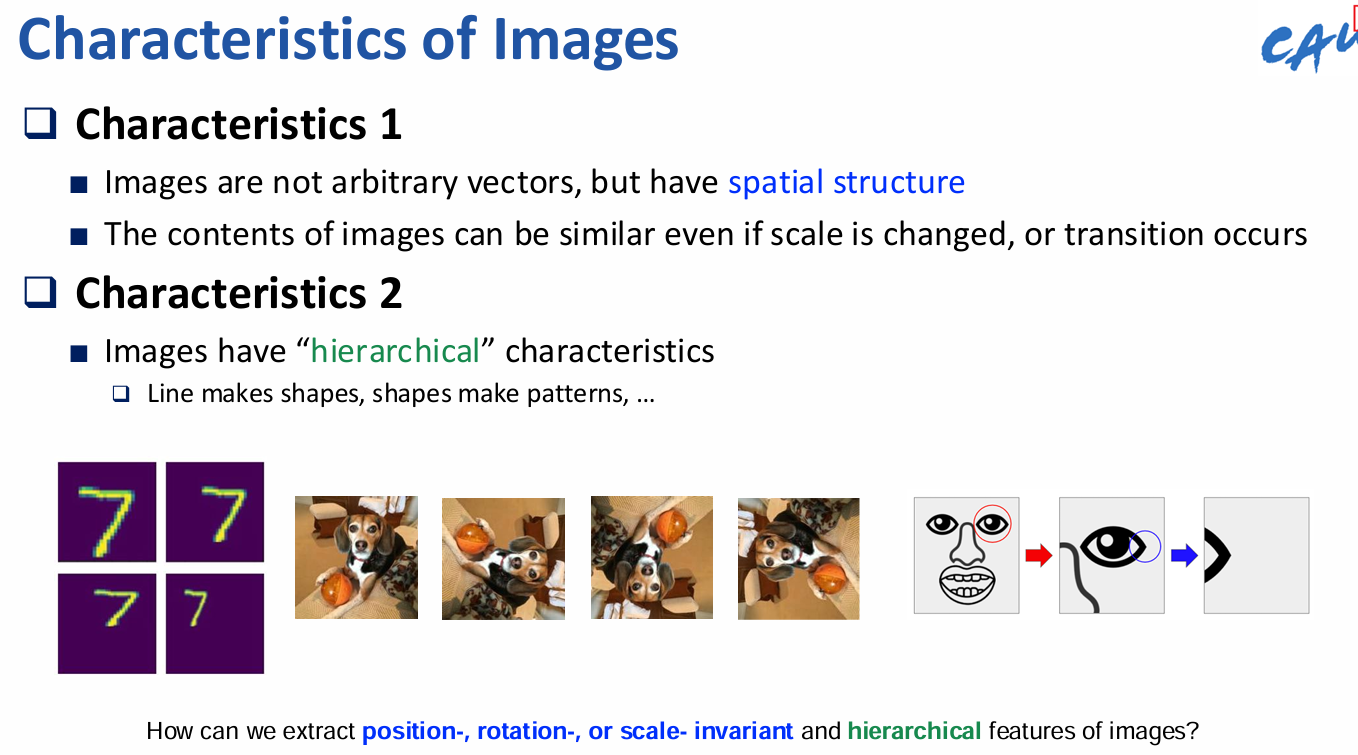 Characteristics of Images
CAU
Characteristics 1
Images are not arbitrary vectors, but have spatial structure
The contents of images can be similar even if scale is changed, or transition occurs
Characteristics 2
Images have “hierarchical” characteristics
Line makes shapes, shapes make patterns, ...
7 7
7 7
How can we extract position-, rotation-, or scale- invariant and hierarchical features of images?